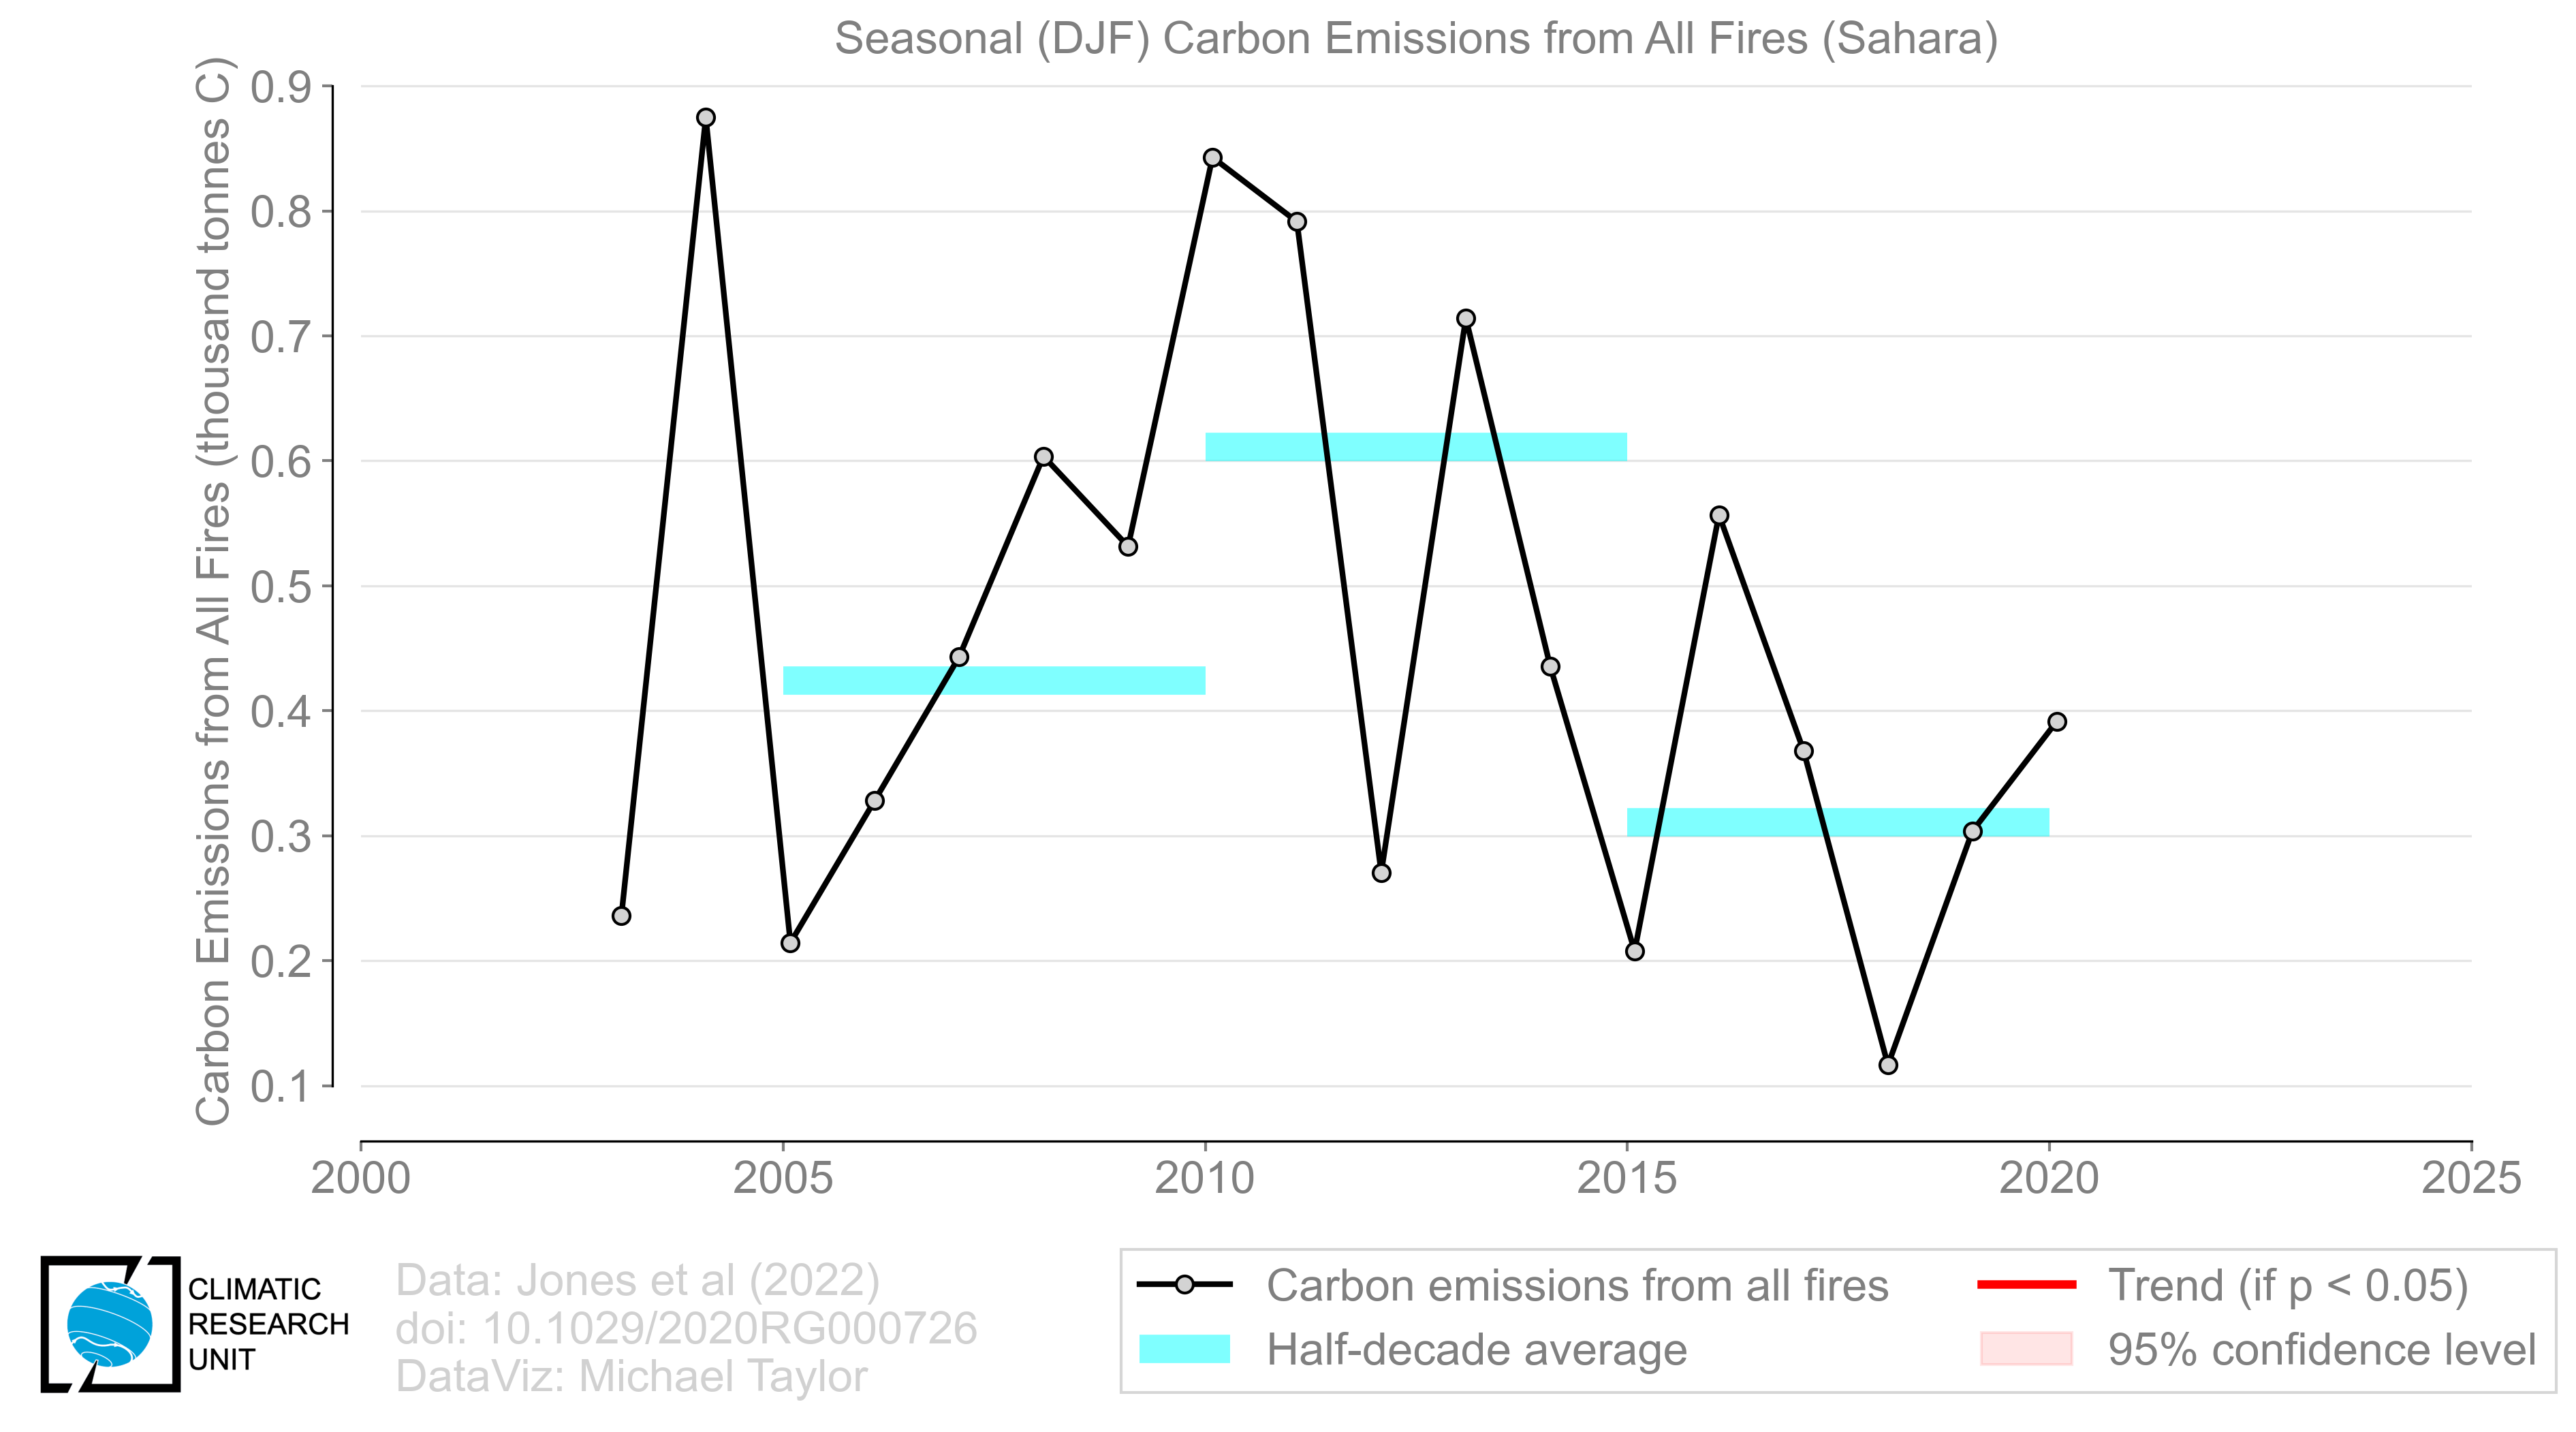 Seasonal (DJF) Carbon Emissions from All Fires (Sahara)
Carbon Emissions from All Fires (thousand tonnes C)
0.9
0.8
0.7
0.6
0.5
0.4
0.3
0.2
0.1
2000 2005 2010 2015 2020 2025
CLIMATIC
RESEARCH
UNIT
Data: Jones et al (2022)
doi: 10.1029/2020RG000726
DataViz: Michael Taylor
Carbon emissions from all fires
Half-decade average
Trend (if p < 0.05)
95% confidence level